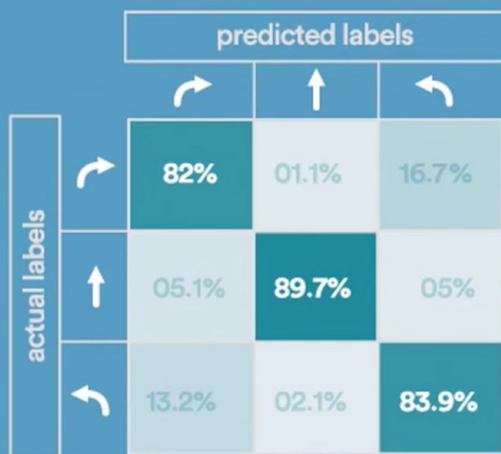 predicted labels
actual labels
82% 01.1% 16.7%
05.1% 89.7% 05%
13.2% 02.1% 83.9%